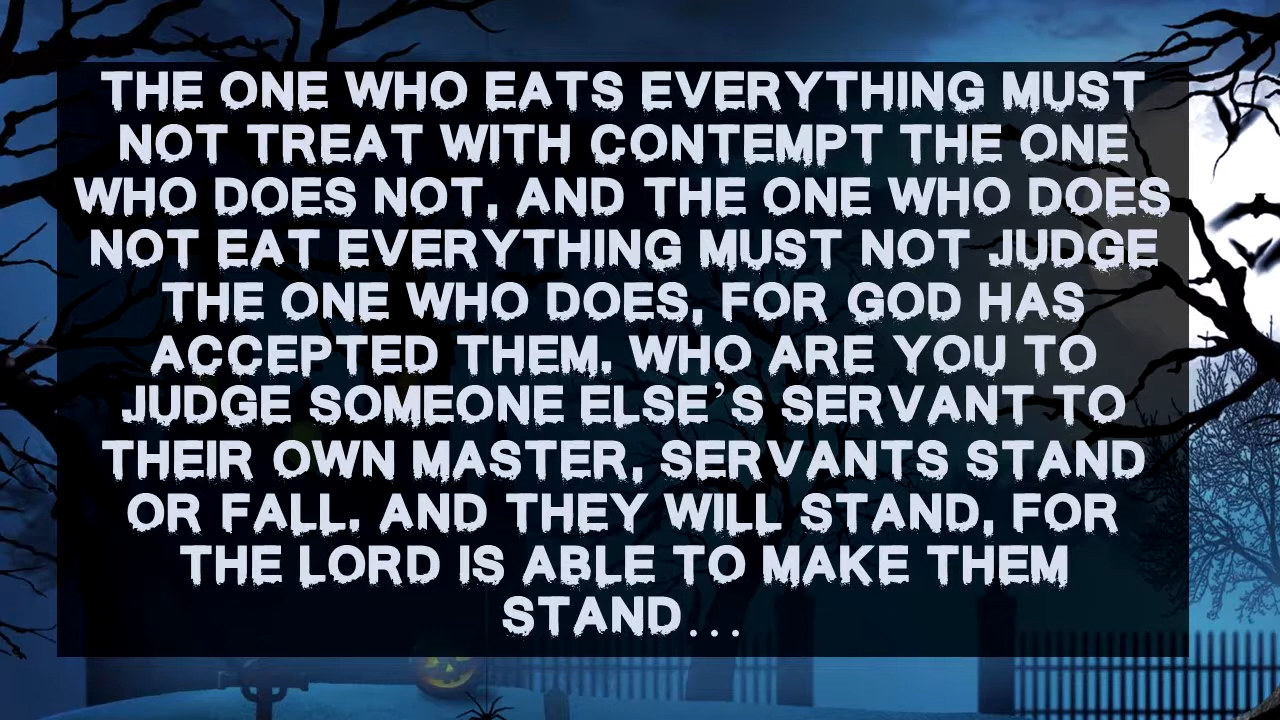 THE ONE WHO EATS EVERYTHING MUST
NOT TREAT WITH CONTEMPT THE ONE
WHO DOES NOT, AND THE ONE WHO DOES
NOT EAT EVERYTHING MUST NOT JUDGE
THE ONE WHO DOES, FOR GOD HAS
ACCEPTED THEM. WHO ARE YOU TO
JUDGE SOMEONE ELSE’S SERVANT TO
THEIR OWN MASTER, SERVANTS STAND
OR FALL. AND THEY WILL STAND, FOR
THE LORD IS ABLE TO MAKE THEM
STAND…